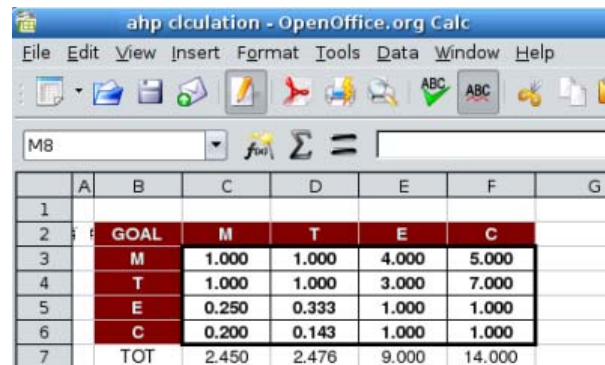 ahp clculation - OpenOffice.org Calc
File Edit View Insert Format Tools Data Window Help
ABC ABC
M8 f(x) Σ =
A B C D E F G
1
2 GOAL M T E C
3 M 1.000 1.000 4.000 5.000
4 T 1.000 1.000 3.000 7.000
5 E 0.250 0.333 1.000 1.000
6 C 0.200 0.143 1.000 1.000
7 TOT 2.450 2.476 9.000 14.000